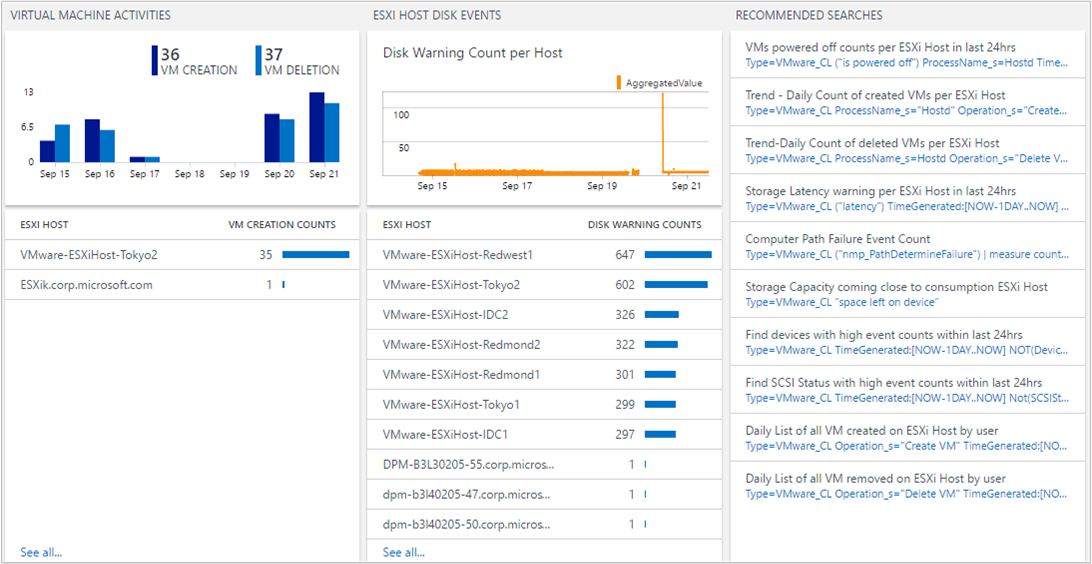 VIRTUAL MACHINE ACTIVITIES
36
VM CREATION
37
VM DELETION
13
6.5
0
Sep 15 Sep 16 Sep 17 Sep 18 Sep 19 Sep 20 Sep 21
ESXI HOST VM CREATION COUNTS
VMware-ESXiHost-Tokyo2 35
ESXik.corp.microsoft.com 1
See all...
ESXI HOST DISK EVENTS
Disk Warning Count per Host
AggregatedValue
100
50
Sep 15 Sep 17 Sep 19 Sep 21
ESXI HOST DISK WARNING COUNTS
VMware-ESXiHost-Redwest1 647
VMware-ESXiHost-Tokyo2 602
VMware-ESXiHost-IDC2 326
VMware-ESXiHost-Redmond2 322
VMware-ESXiHost-Redmond1 301
VMware-ESXiHost-Tokyo1 299
VMware-ESXiHost-IDC1 297
DPM-B3L30205-55.corp.micros... 1
dpm-b3l40205-47.corp.micros... 1
dpm-b3l40205-50.corp.micros... 1
See all...
RECOMMENDED SEARCHES
VMs powered off counts per ESXi Host in last 24hrs
Type=VMware_CL ("is powered off") ProcessName_s=Hostd Time...
Trend - Daily Count of created VMs per ESXi Host
Type=VMware_CL ProcessName_s="Hostd" Operation_s="Create...
Trend-Daily Count of deleted VMs per ESXi Host
Type=VMware_CL ProcessName_s=Hostd Operation_s="Delete V...
Storage Latency warning per ESXi Host in last 24hrs
Type=VMware_CL ("latency") TimeGenerated:[NOW-1DAY..NOW] ...
Computer Path Failure Event Count
Type=VMware_CL ("nmp_PathDetermineFailure") | measure count...
Storage Capacity coming close to consumption ESXi Host
Type=VMware_CL "space left on device"
Find devices with high event counts within last 24hrs
Type=VMware_CL TimeGenerated:[NOW-1DAY..NOW] NOT(Devic...
Find SCSI Status with high event counts within last 24hrs
Type=VMware_CL TimeGenerated:[NOW-1DAY..NOW] Not(SCSISt...
Daily List of all VM created on ESXi Host by user
Type=VMware_CL Operation_s="Create VM" TimeGenerated:[NO...
Daily List of all VM removed on ESXi Host by user
Type=VMware_CL Operation_s="Delete VM" TimeGenerated:[NO...